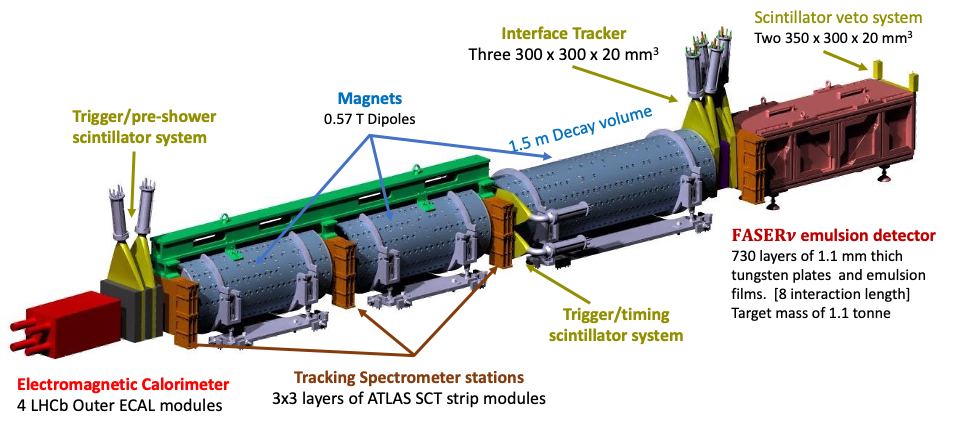 Scintillator veto system
Two 350 x 300 x 20 mm³
Interface Tracker
Three 300 x 300 x 20 mm³
Magnets
0.57 T Dipoles
1.5 m Decay volume
Trigger/pre-shower
scintillator system
FASERν emulsion detector
730 layers of 1.1 mm thich
tungsten plates and emulsion
films. [8 interaction length]
Target mass of 1.1 tonne
Trigger/timing
scintillator system
Electromagnetic Calorimeter
4 LHCb Outer ECAL modules
Tracking Spectrometer stations
3x3 layers of ATLAS SCT strip modules